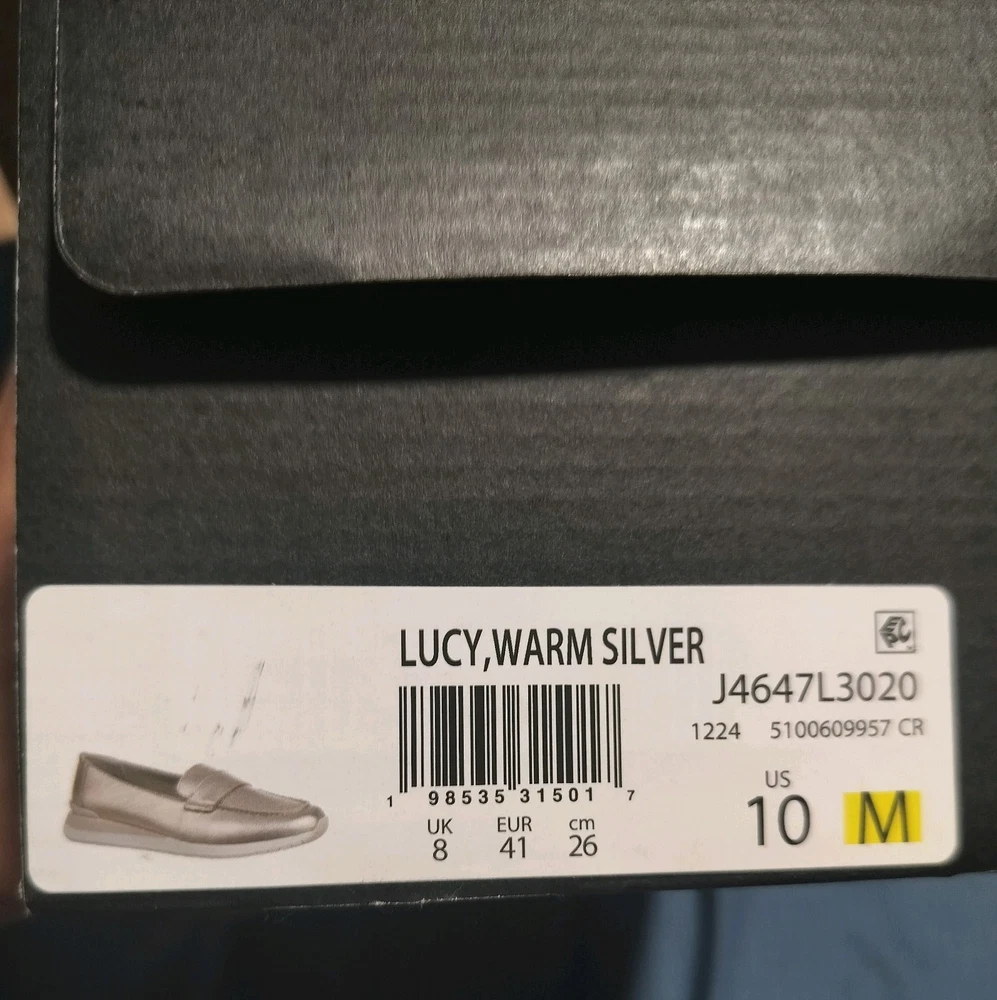 LUCY,WARM SILVER
J4647L3020
1224 5100609957 CR
1 98535 31501 7
UK EUR cm
8 41 26
US
10 M